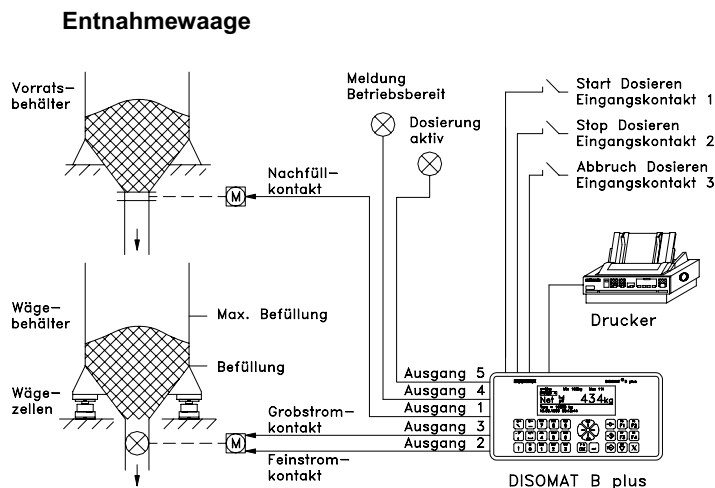 Entnahmewaage
Vorrats-
behälter
Meldung
Betriebsbereit
Dosierung
aktiv
Start Dosieren
Eingangskontakt 1
Stop Dosieren
Eingangskontakt 2
Abbruch Dosieren
Eingangskontakt 3
Nachfüll-
kontakt
M
Drucker
Wäge-
behälter
Max. Befüllung
Befüllung
Wäge-
zellen
Ausgang 5
Ausgang 4
Ausgang 1
Ausgang 3
Ausgang 2
Grobstrom-
kontakt
M
Feinstrom-
kontakt
Net 434kg
DISOMAT B plus